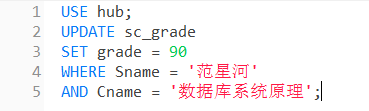 1 USE hub;
2 UPDATE sc_grade
3 SET grade = 90
4 WHERE Sname = '范星河'
5 AND Cname = '数据库系统原理';